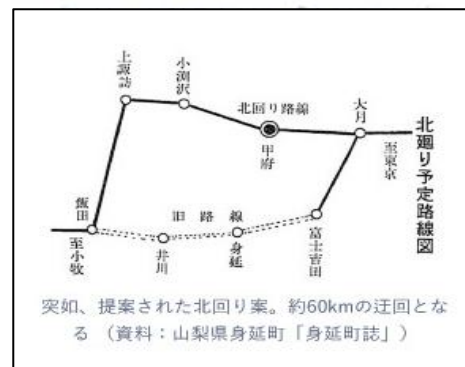 北廻り予定路線図
至東京
大月
北回り路線
甲府
小渕沢
上諏訪
飯田
至小牧
旧路線
井川
身延
富士吉田
突如、提案された北回り案。約60kmの迂回とな
る （資料：山梨県身延町「身延町誌」）